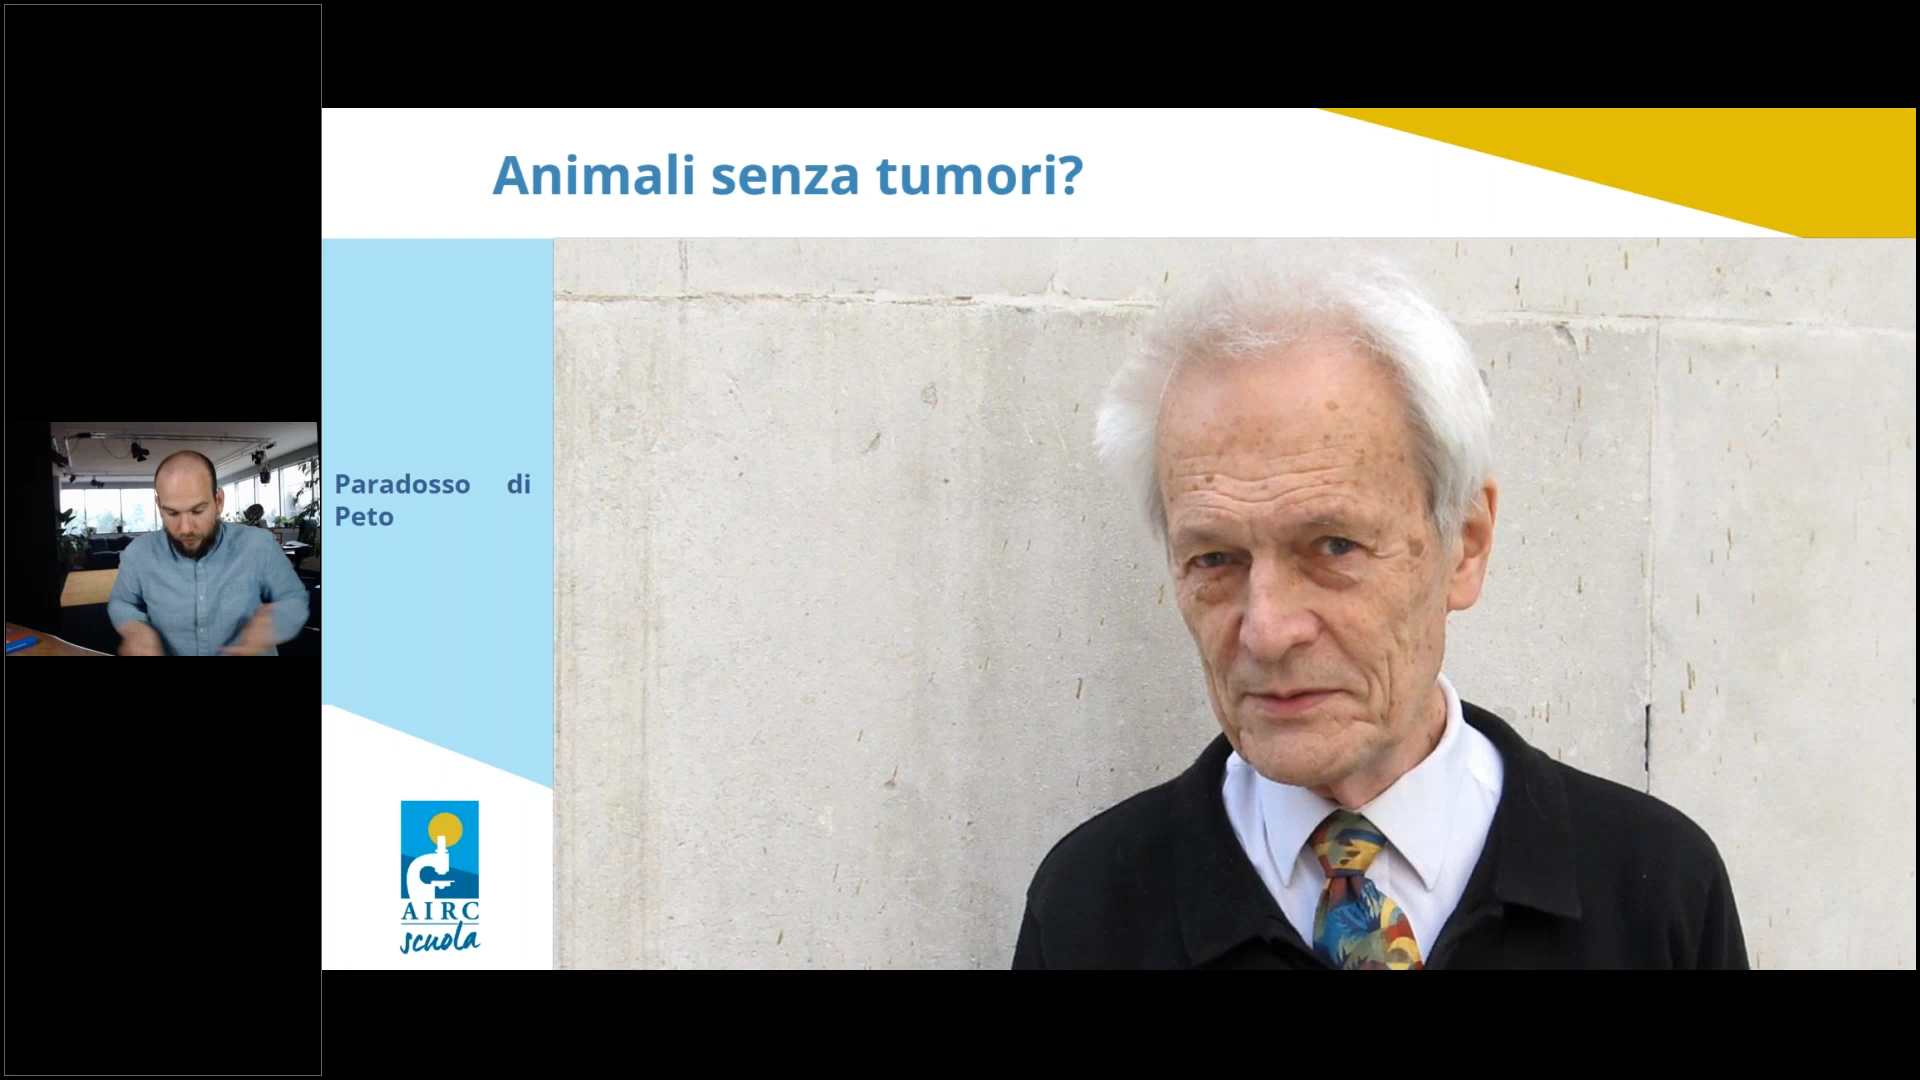 Animali senza tumori?
Paradosso di
Peto
AIRC
scuola